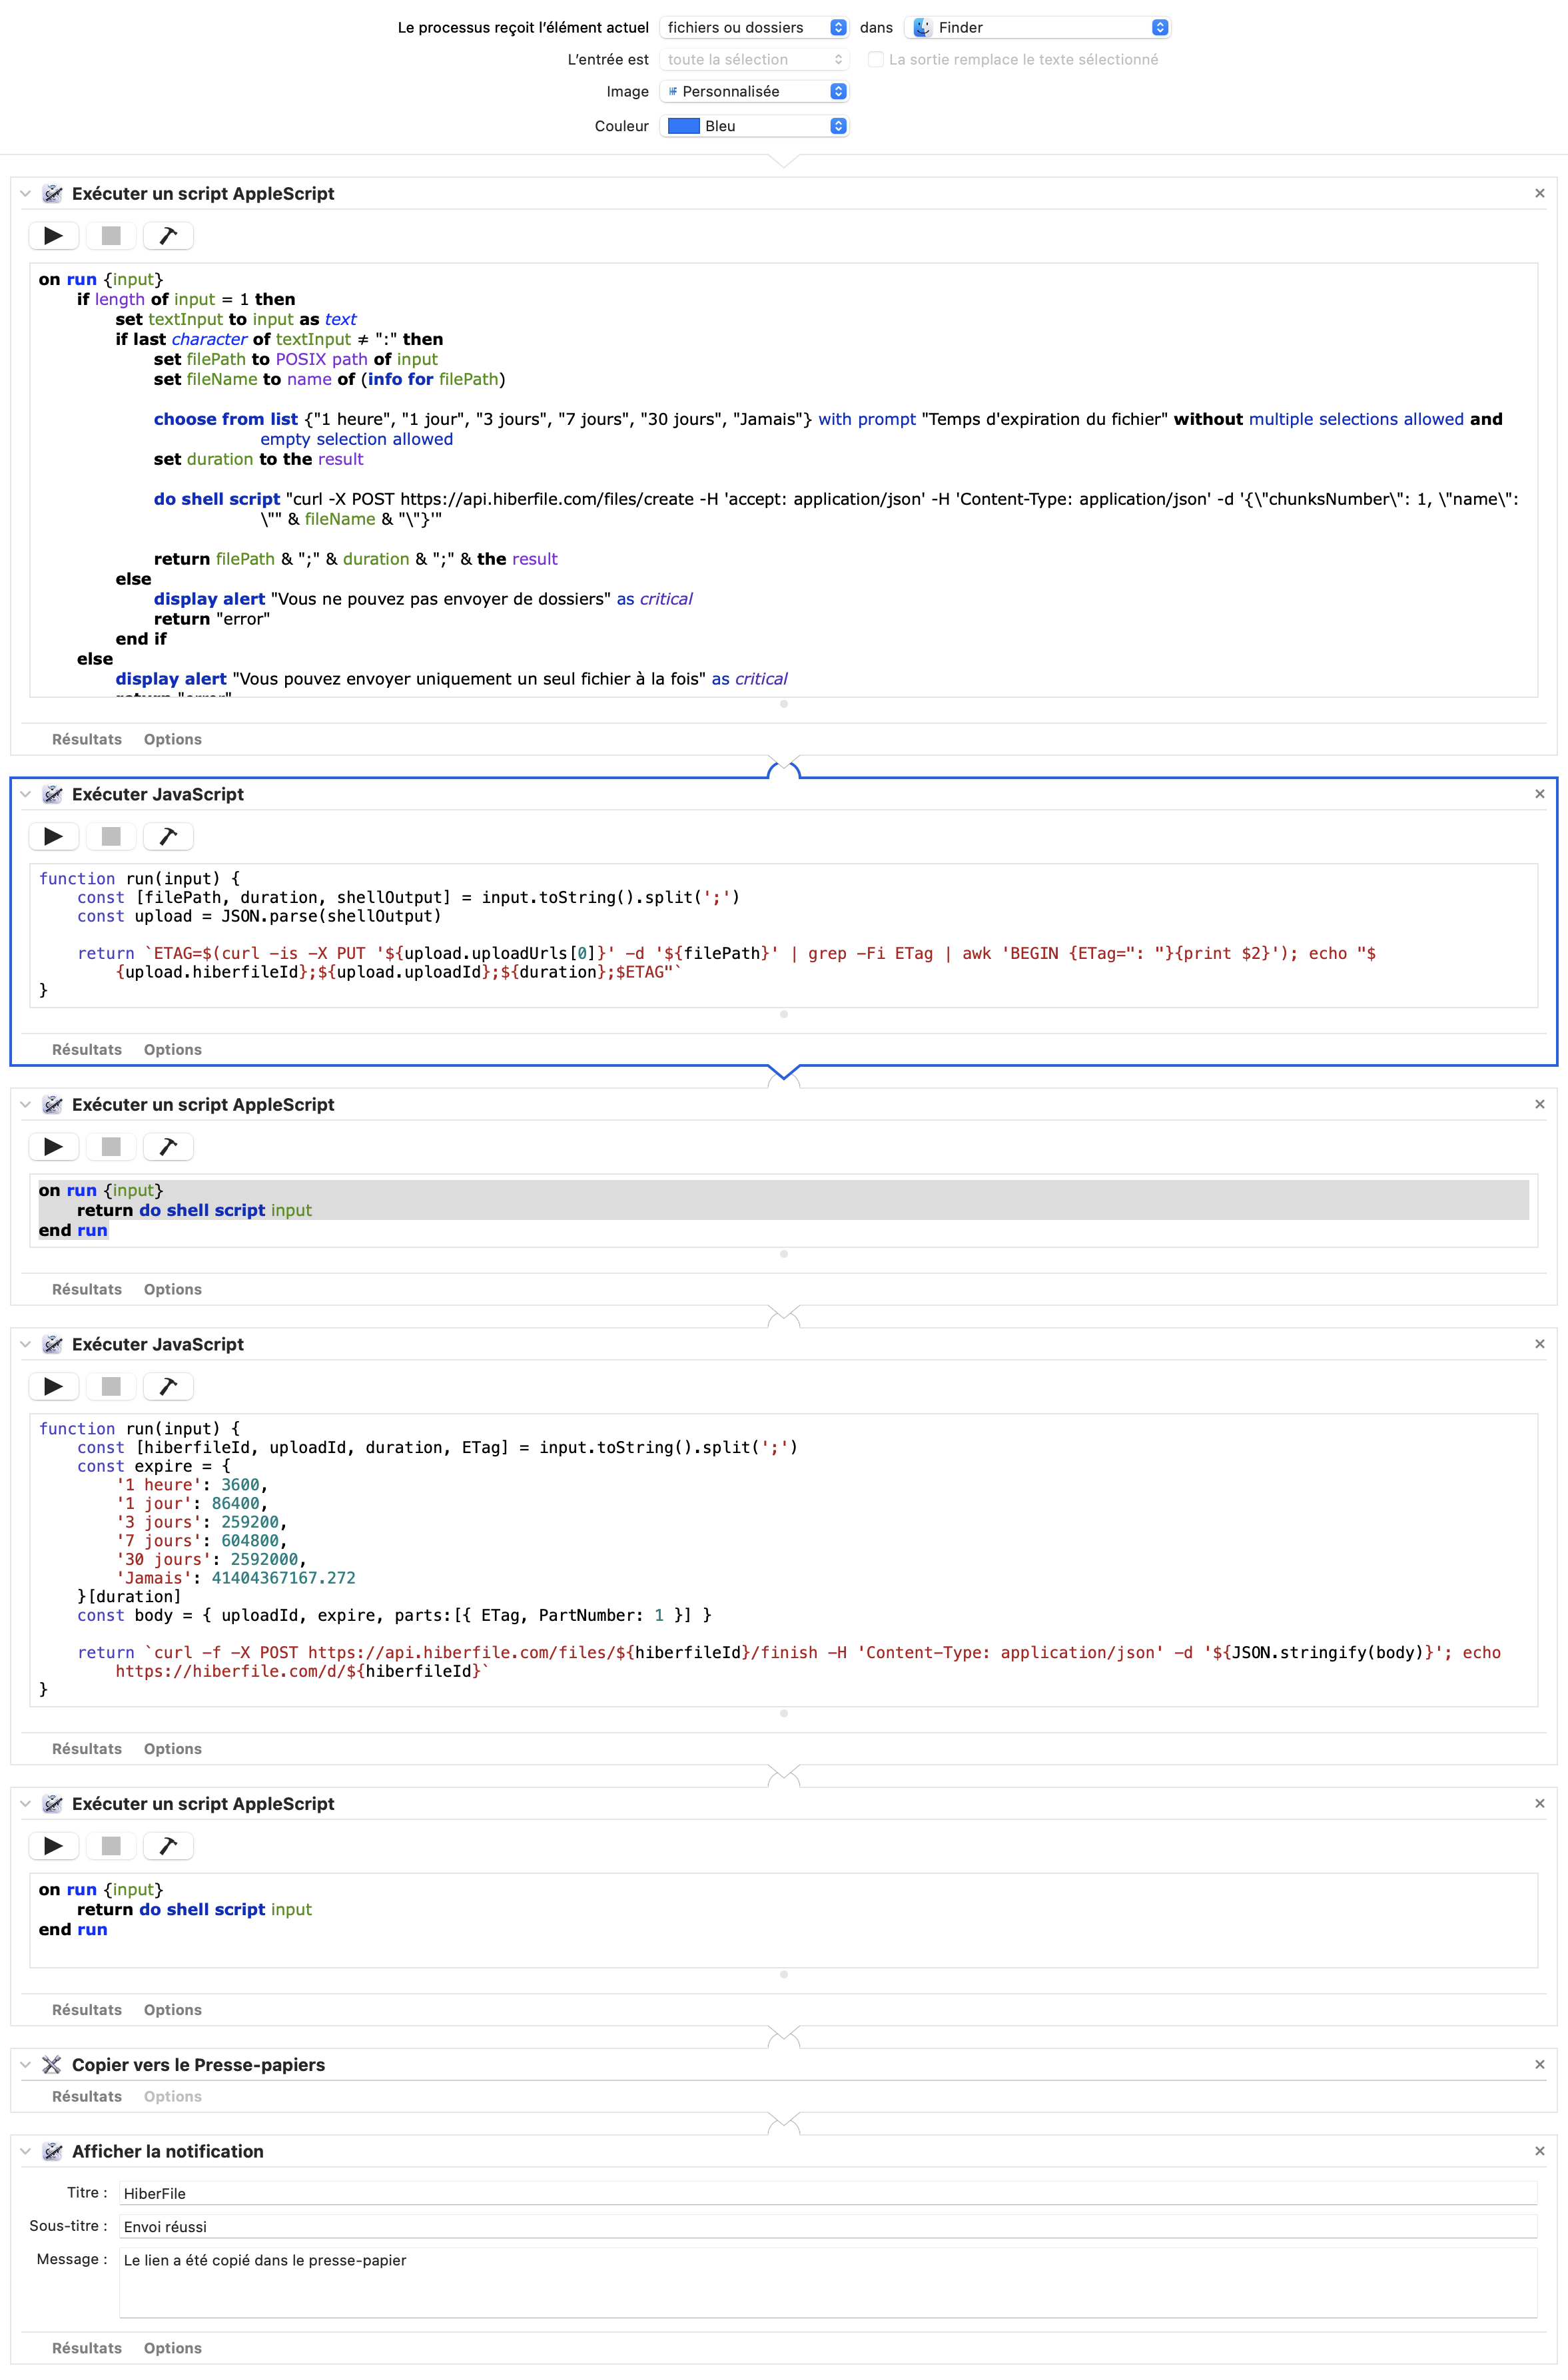 Le processus reçoit l’élément actuel fichiers ou dossiers dans Finder
L’entrée est toute la sélection La sortie remplace le texte sélectionné
Image Personnalisée
Couleur Bleu
Exécuter un script AppleScript
on run {input}
if length of input = 1 then
set textInput to input as text
if last character of textInput ≠ ":" then
set filePath to POSIX path of input
set fileName to name of (info for filePath)
choose from list {"1 heure", "1 jour", "3 jours", "7 jours", "30 jours", "Jamais"} with prompt "Temps d'expiration du fichier" without multiple selections allowed and
empty selection allowed
set duration to the result
do shell script "curl -X POST https://api.hiberfile.com/files/create -H 'accept: application/json' -H 'Content-Type: application/json' -d '{\"chunksNumber\": 1, \"name\":
\"" & fileName & "\"}'"
return filePath & ";" & duration & ";" & the result
else
display alert "Vous ne pouvez pas envoyer de dossiers" as critical
return "error"
end if
else
display alert "Vous pouvez envoyer uniquement un seul fichier à la fois" as critical
return "error"
Résultats Options
Exécuter JavaScript
function run(input) {
const [filePath, duration, shellOutput] = input.toString().split(';')
const upload = JSON.parse(shellOutput)
return `ETAG=$(curl -is -X PUT '${upload.uploadUrls[0]}' -d '${filePath}' | grep -Fi ETag | awk 'BEGIN {ETag=": "}{print $2}'); echo "$
{upload.hiberfileId};${upload.uploadId};${duration};$ETAG"`
}
Résultats Options
Exécuter un script AppleScript
on run {input}
return do shell script input
end run
Résultats Options
Exécuter JavaScript
function run(input) {
const [hiberfileId, uploadId, duration, ETag] = input.toString().split(';')
const expire = {
'1 heure': 3600,
'1 jour': 86400,
'3 jours': 259200,
'7 jours': 604800,
'30 jours': 2592000,
'Jamais': 41404367167.272
}[duration]
const body = { uploadId, expire, parts:[{ ETag, PartNumber: 1 }] }
return `curl -f -X POST https://api.hiberfile.com/files/${hiberfileId}/finish -H 'Content-Type: application/json' -d '${JSON.stringify(body)}'; echo
https://hiberfile.com/d/${hiberfileId}`
}
Résultats Options
Exécuter un script AppleScript
on run {input}
return do shell script input
end run
Résultats Options
Copier vers le Presse-papiers
Résultats Options
Afficher la notification
Titre : HiberFile
Sous-titre : Envoi réussi
Message : Le lien a été copié dans le presse-papier
Résultats Options